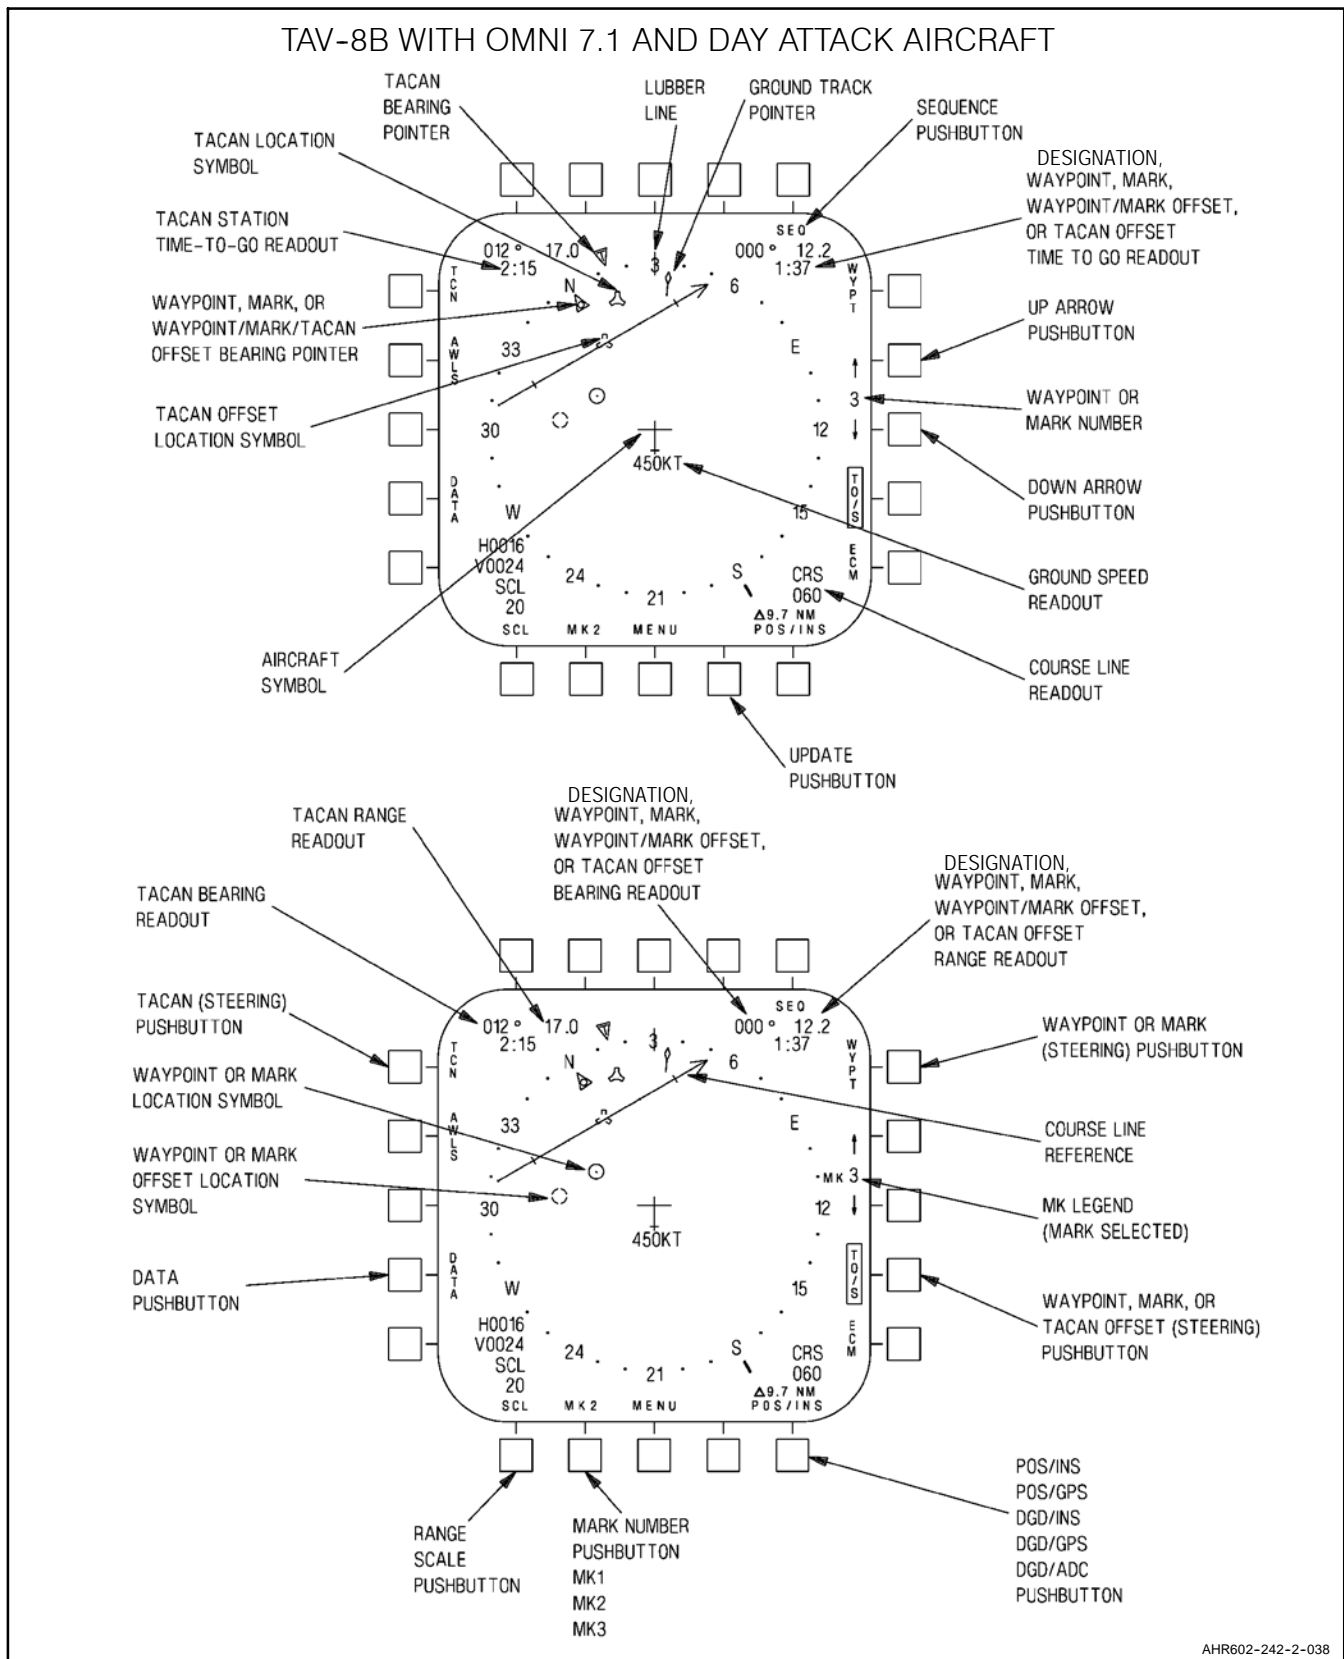 TAV-8B WITH OMNI 7.1 AND DAY ATTACK AIRCRAFT
TACAN
BEARING
POINTER
LUBBER
LINE
GROUND TRACK
POINTER
SEQUENCE
PUSHBUTTON
TACAN LOCATION
SYMBOL
DESIGNATION,
WAYPOINT, MARK,
WAYPOINT/MARK OFFSET,
OR TACAN OFFSET
TIME TO GO READOUT
TACAN STATION
TIME-TO-GO READOUT
WAYPOINT, MARK, OR
WAYPOINT/MARK/TACAN
OFFSET BEARING POINTER
UP ARROW
PUSHBUTTON
TACAN OFFSET
LOCATION SYMBOL
WAYPOINT OR
MARK NUMBER
DOWN ARROW
PUSHBUTTON
GROUND SPEED
READOUT
AIRCRAFT
SYMBOL
COURSE LINE
READOUT
UPDATE
PUSHBUTTON
SEQ
012° 17.0
2:15
000° 12.2
1:37
TCN
AWLS
DATA
WYPT
↑
3
↓
TO/S
ECM
N
3
6
E
12
15
S
21
24
W
30
33
450KT
H0016
V0024
SCL
20
SCL
MK2
MENU
CRS
060
Δ9.7 NM
POS/INS
TACAN RANGE
READOUT
DESIGNATION,
WAYPOINT, MARK,
WAYPOINT/MARK OFFSET,
OR TACAN OFFSET
BEARING READOUT
DESIGNATION,
WAYPOINT, MARK,
WAYPOINT/MARK OFFSET,
OR TACAN OFFSET
RANGE READOUT
TACAN BEARING
READOUT
TACAN (STEERING)
PUSHBUTTON
WAYPOINT OR MARK
(STEERING) PUSHBUTTON
WAYPOINT OR MARK
LOCATION SYMBOL
COURSE LINE
REFERENCE
WAYPOINT OR MARK
OFFSET LOCATION
SYMBOL
MK LEGEND
(MARK SELECTED)
DATA
PUSHBUTTON
WAYPOINT, MARK, OR
TACAN OFFSET (STEERING)
PUSHBUTTON
SEQ
012° 17.0
2:15
000° 12.2
1:37
TCN
AWLS
DATA
WYPT
↑
MK 3
↓
TO/S
ECM
N
3
6
E
12
15
S
21
24
W
30
33
450KT
H0016
V0024
SCL
20
SCL
MK2
MENU
CRS
060
Δ9.7 NM
POS/INS
RANGE
SCALE
PUSHBUTTON
MARK NUMBER
PUSHBUTTON
MK1
MK2
MK3
POS/INS
POS/GPS
DGD/INS
DGD/GPS
DGD/ADC
PUSHBUTTON
AHR602-242-2-038